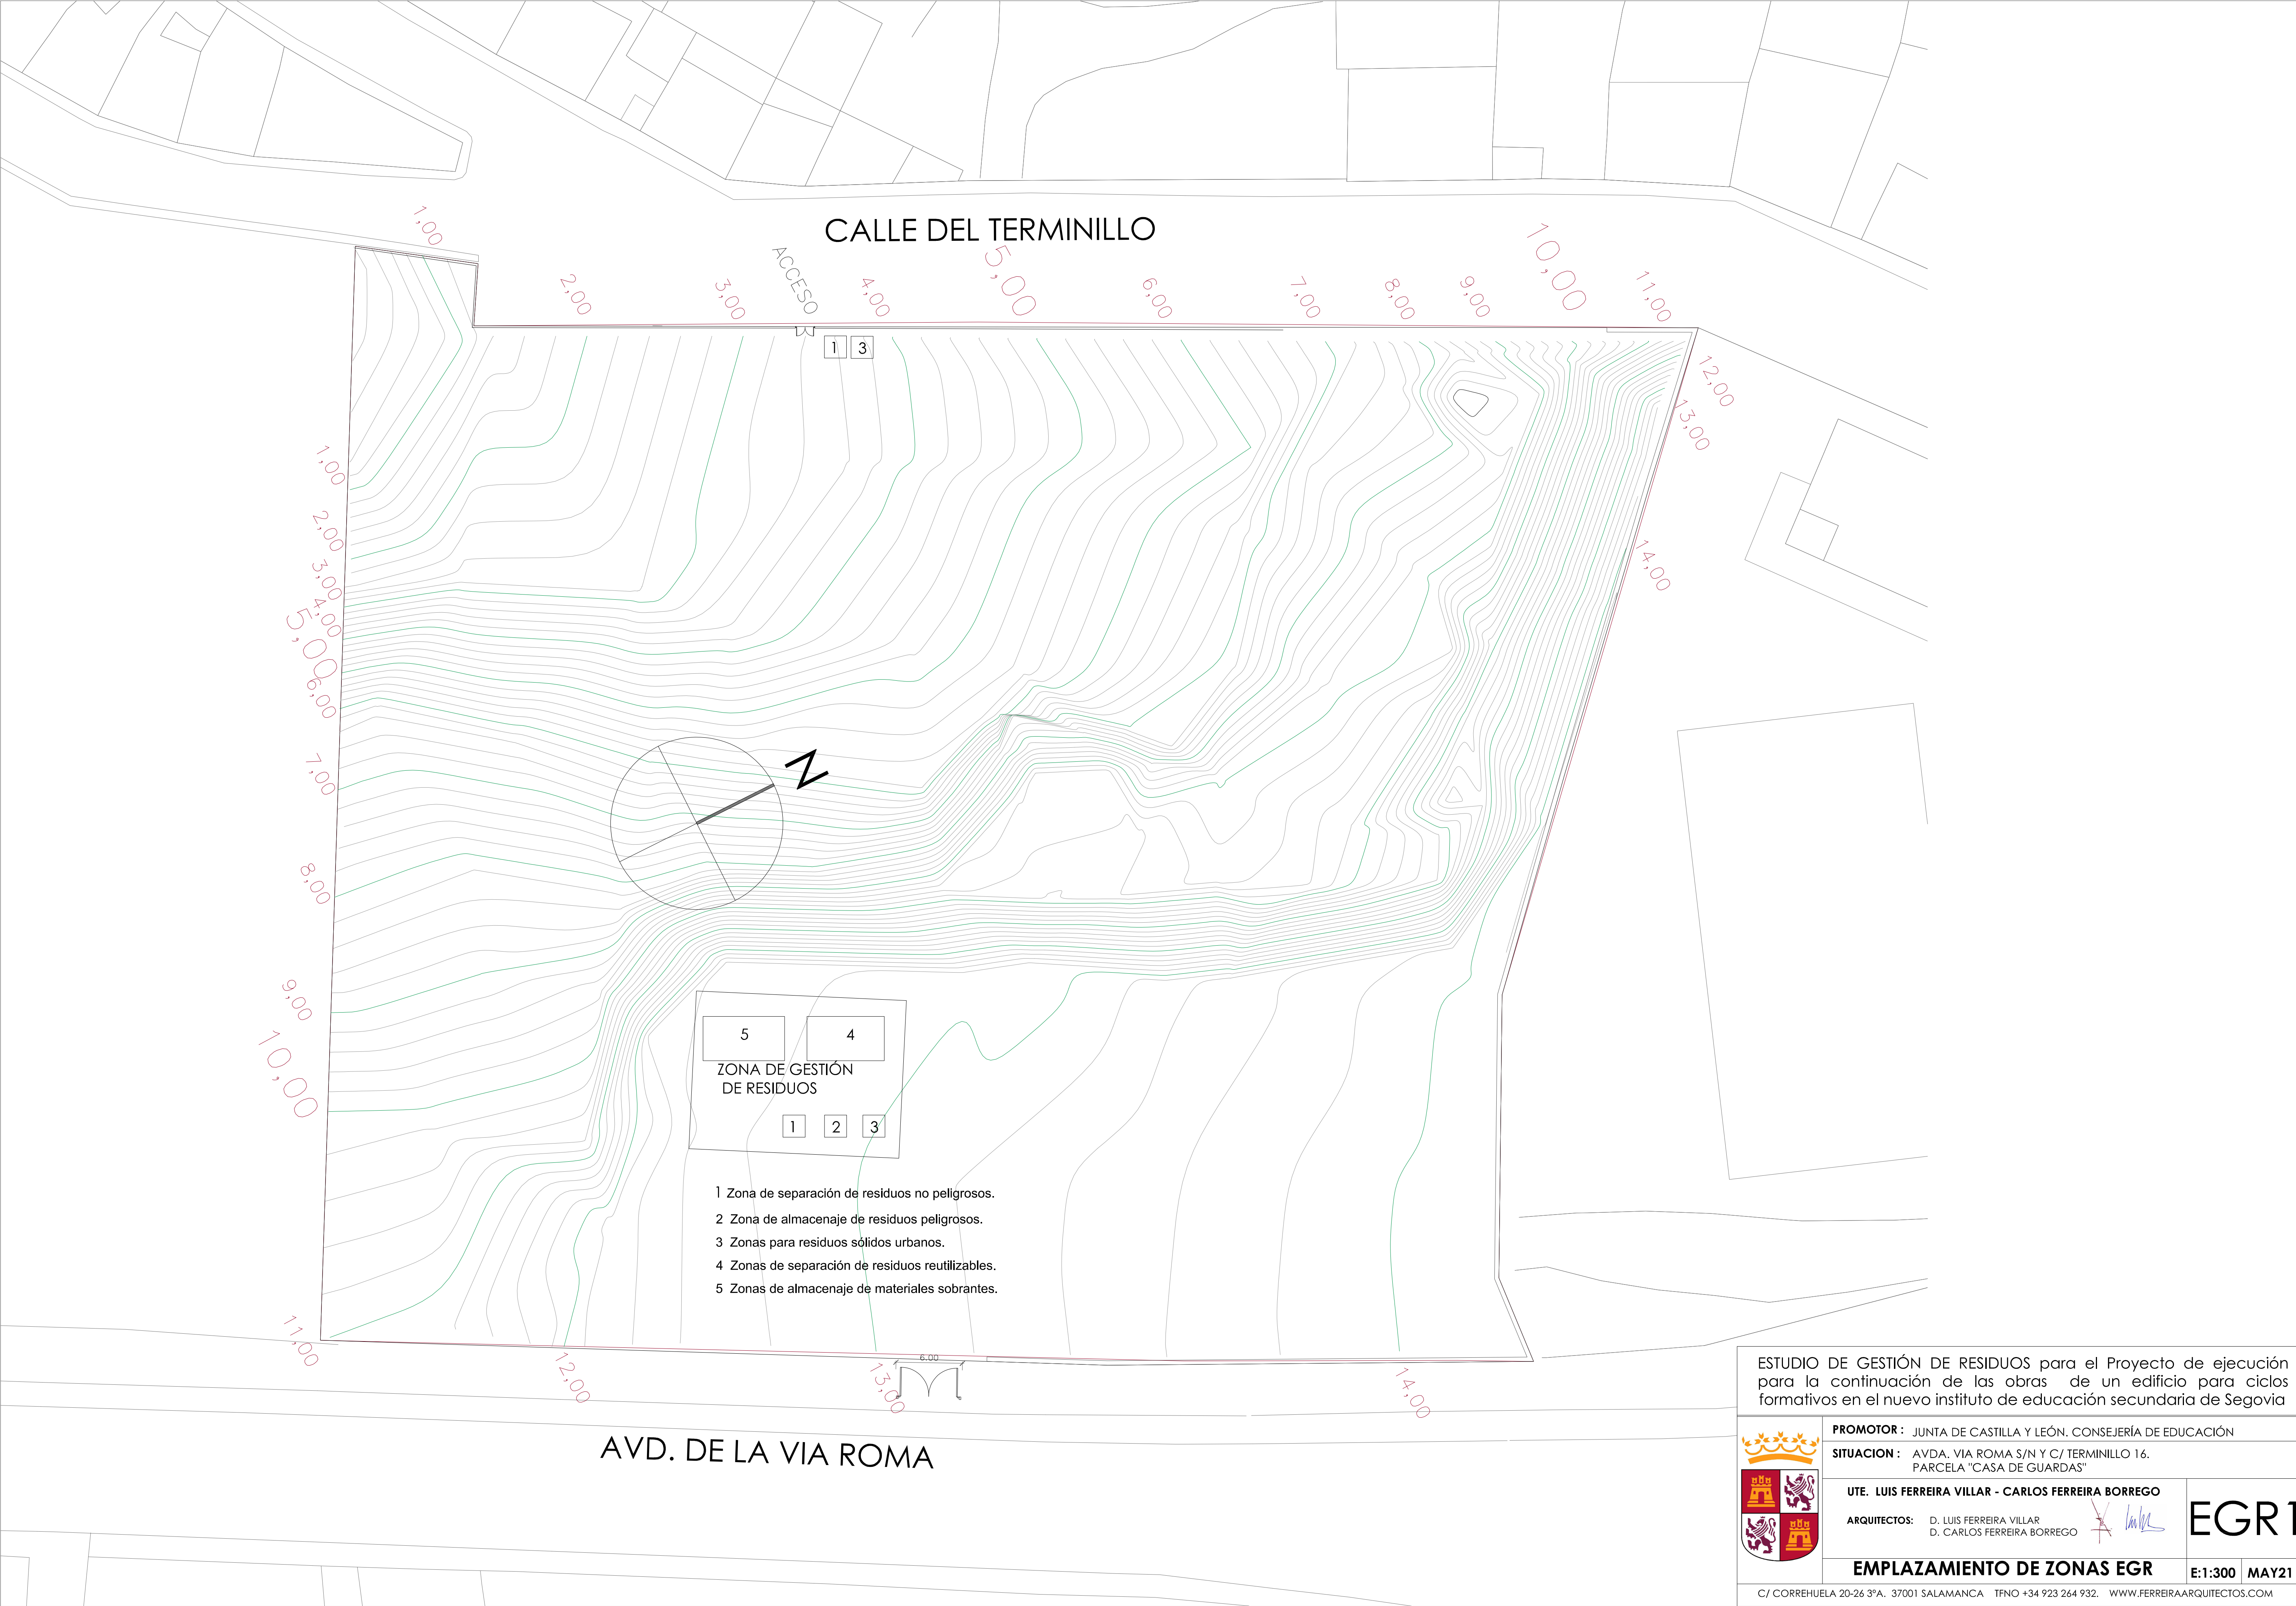 CALLE DEL TERMINILLO
1,00
2,00
3,00
ACCESO
4,00
5,00
6,00
7,00
8,00
9,00
10,00
11,00
12,00
13,00
14,00
1 3
1,00
2,00
3,00
4,00
5,00
6,00
7,00
8,00
9,00
10,00
11,00
N
5 4
ZONA DE GESTIÓN
DE RESIDUOS
1 2 3
1 Zona de separación de residuos no peligrosos.
2 Zona de almacenaje de residuos peligrosos.
3 Zonas para residuos sólidos urbanos.
4 Zonas de separación de residuos reutilizables.
5 Zonas de almacenaje de materiales sobrantes.
6.00
12,00
13,00
14,00
AVD. DE LA VIA ROMA
ESTUDIO DE GESTIÓN DE RESIDUOS para el Proyecto de ejecución
para la continuación de las obras de un edificio para ciclos
formativos en el nuevo instituto de educación secundaria de Segovia
PROMOTOR : JUNTA DE CASTILLA Y LEÓN. CONSEJERÍA DE EDUCACIÓN
SITUACION : AVDA. VIA ROMA S/N Y C/ TERMINILLO 16.
PARCELA "CASA DE GUARDAS"
UTE. LUIS FERREIRA VILLAR - CARLOS FERREIRA BORREGO
ARQUITECTOS: D. LUIS FERREIRA VILLAR
D. CARLOS FERREIRA BORREGO
EGR1
EMPLAZAMIENTO DE ZONAS EGR
E:1:300 MAY21
C/ CORREHUELA 20-26 3ºA. 37001 SALAMANCA TFNO +34 923 264 932. WWW.FERREIRAARQUITECTOS.COM